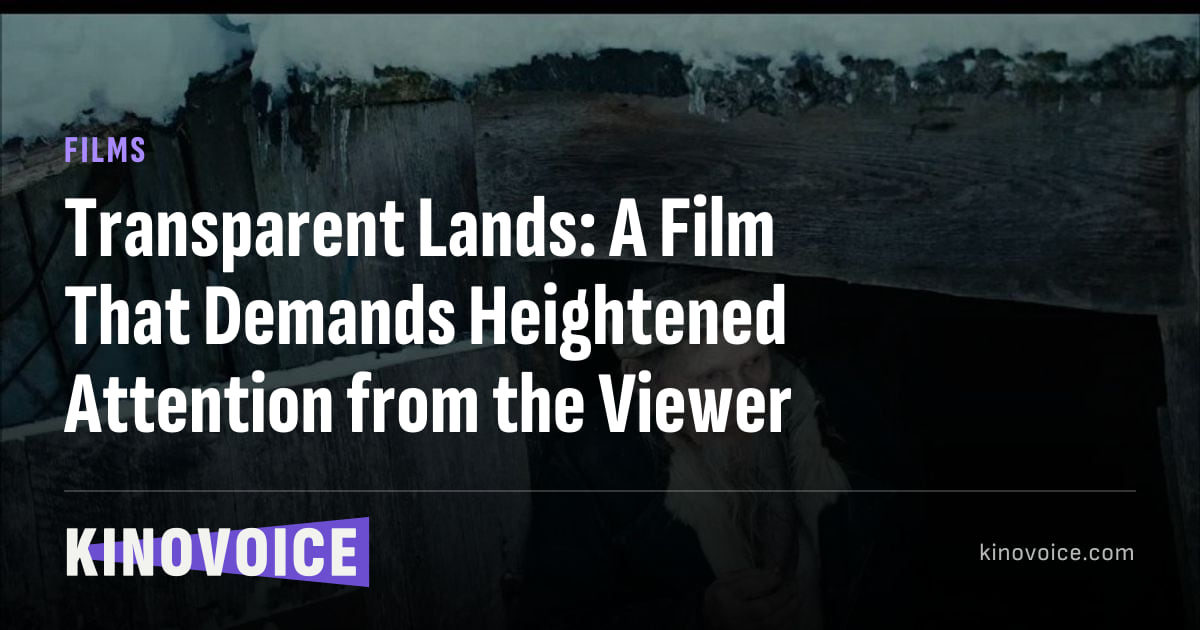 FILMS
Transparent Lands: A Film
That Demands Heightened
Attention from the Viewer
KINOVOICE
kinovoice.com